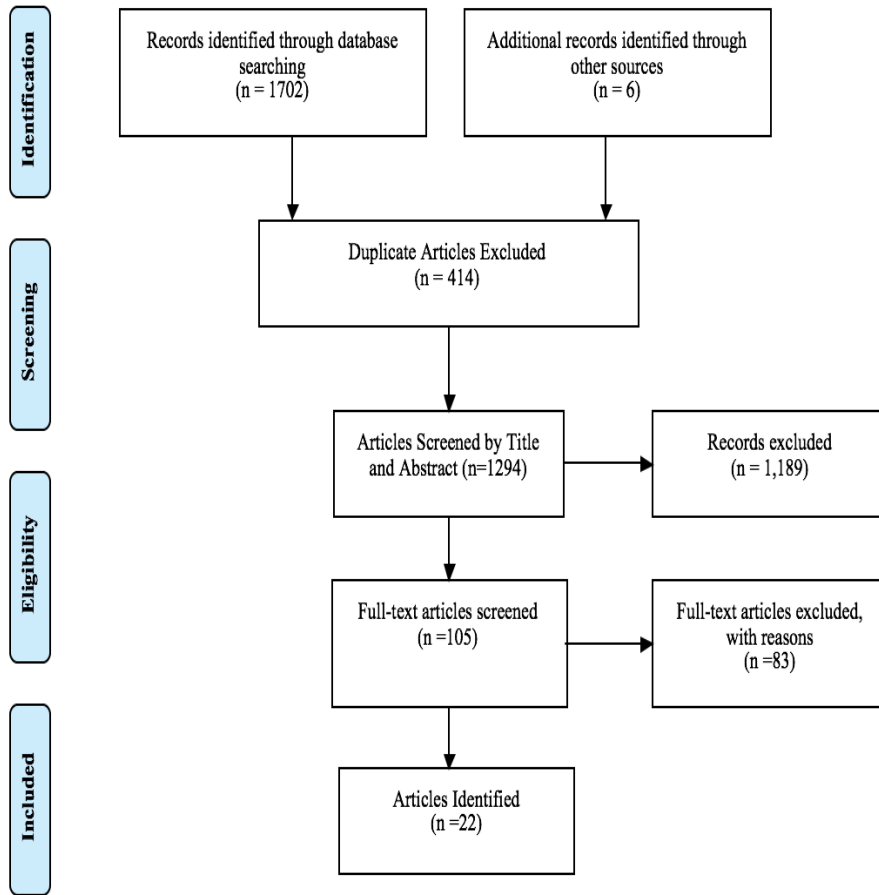 Identification
Records identified through database
searching
(n = 1702)
Additional records identified through
other sources
(n = 6)
Screening
Duplicate Articles Excluded
(n = 414)
Articles Screened by Title
and Abstract (n=1294)
Records excluded
(n = 1,189)
Eligibility
Full-text articles screened
(n =105)
Full-text articles excluded,
with reasons
(n =83)
Included
Articles Identified
(n =22)